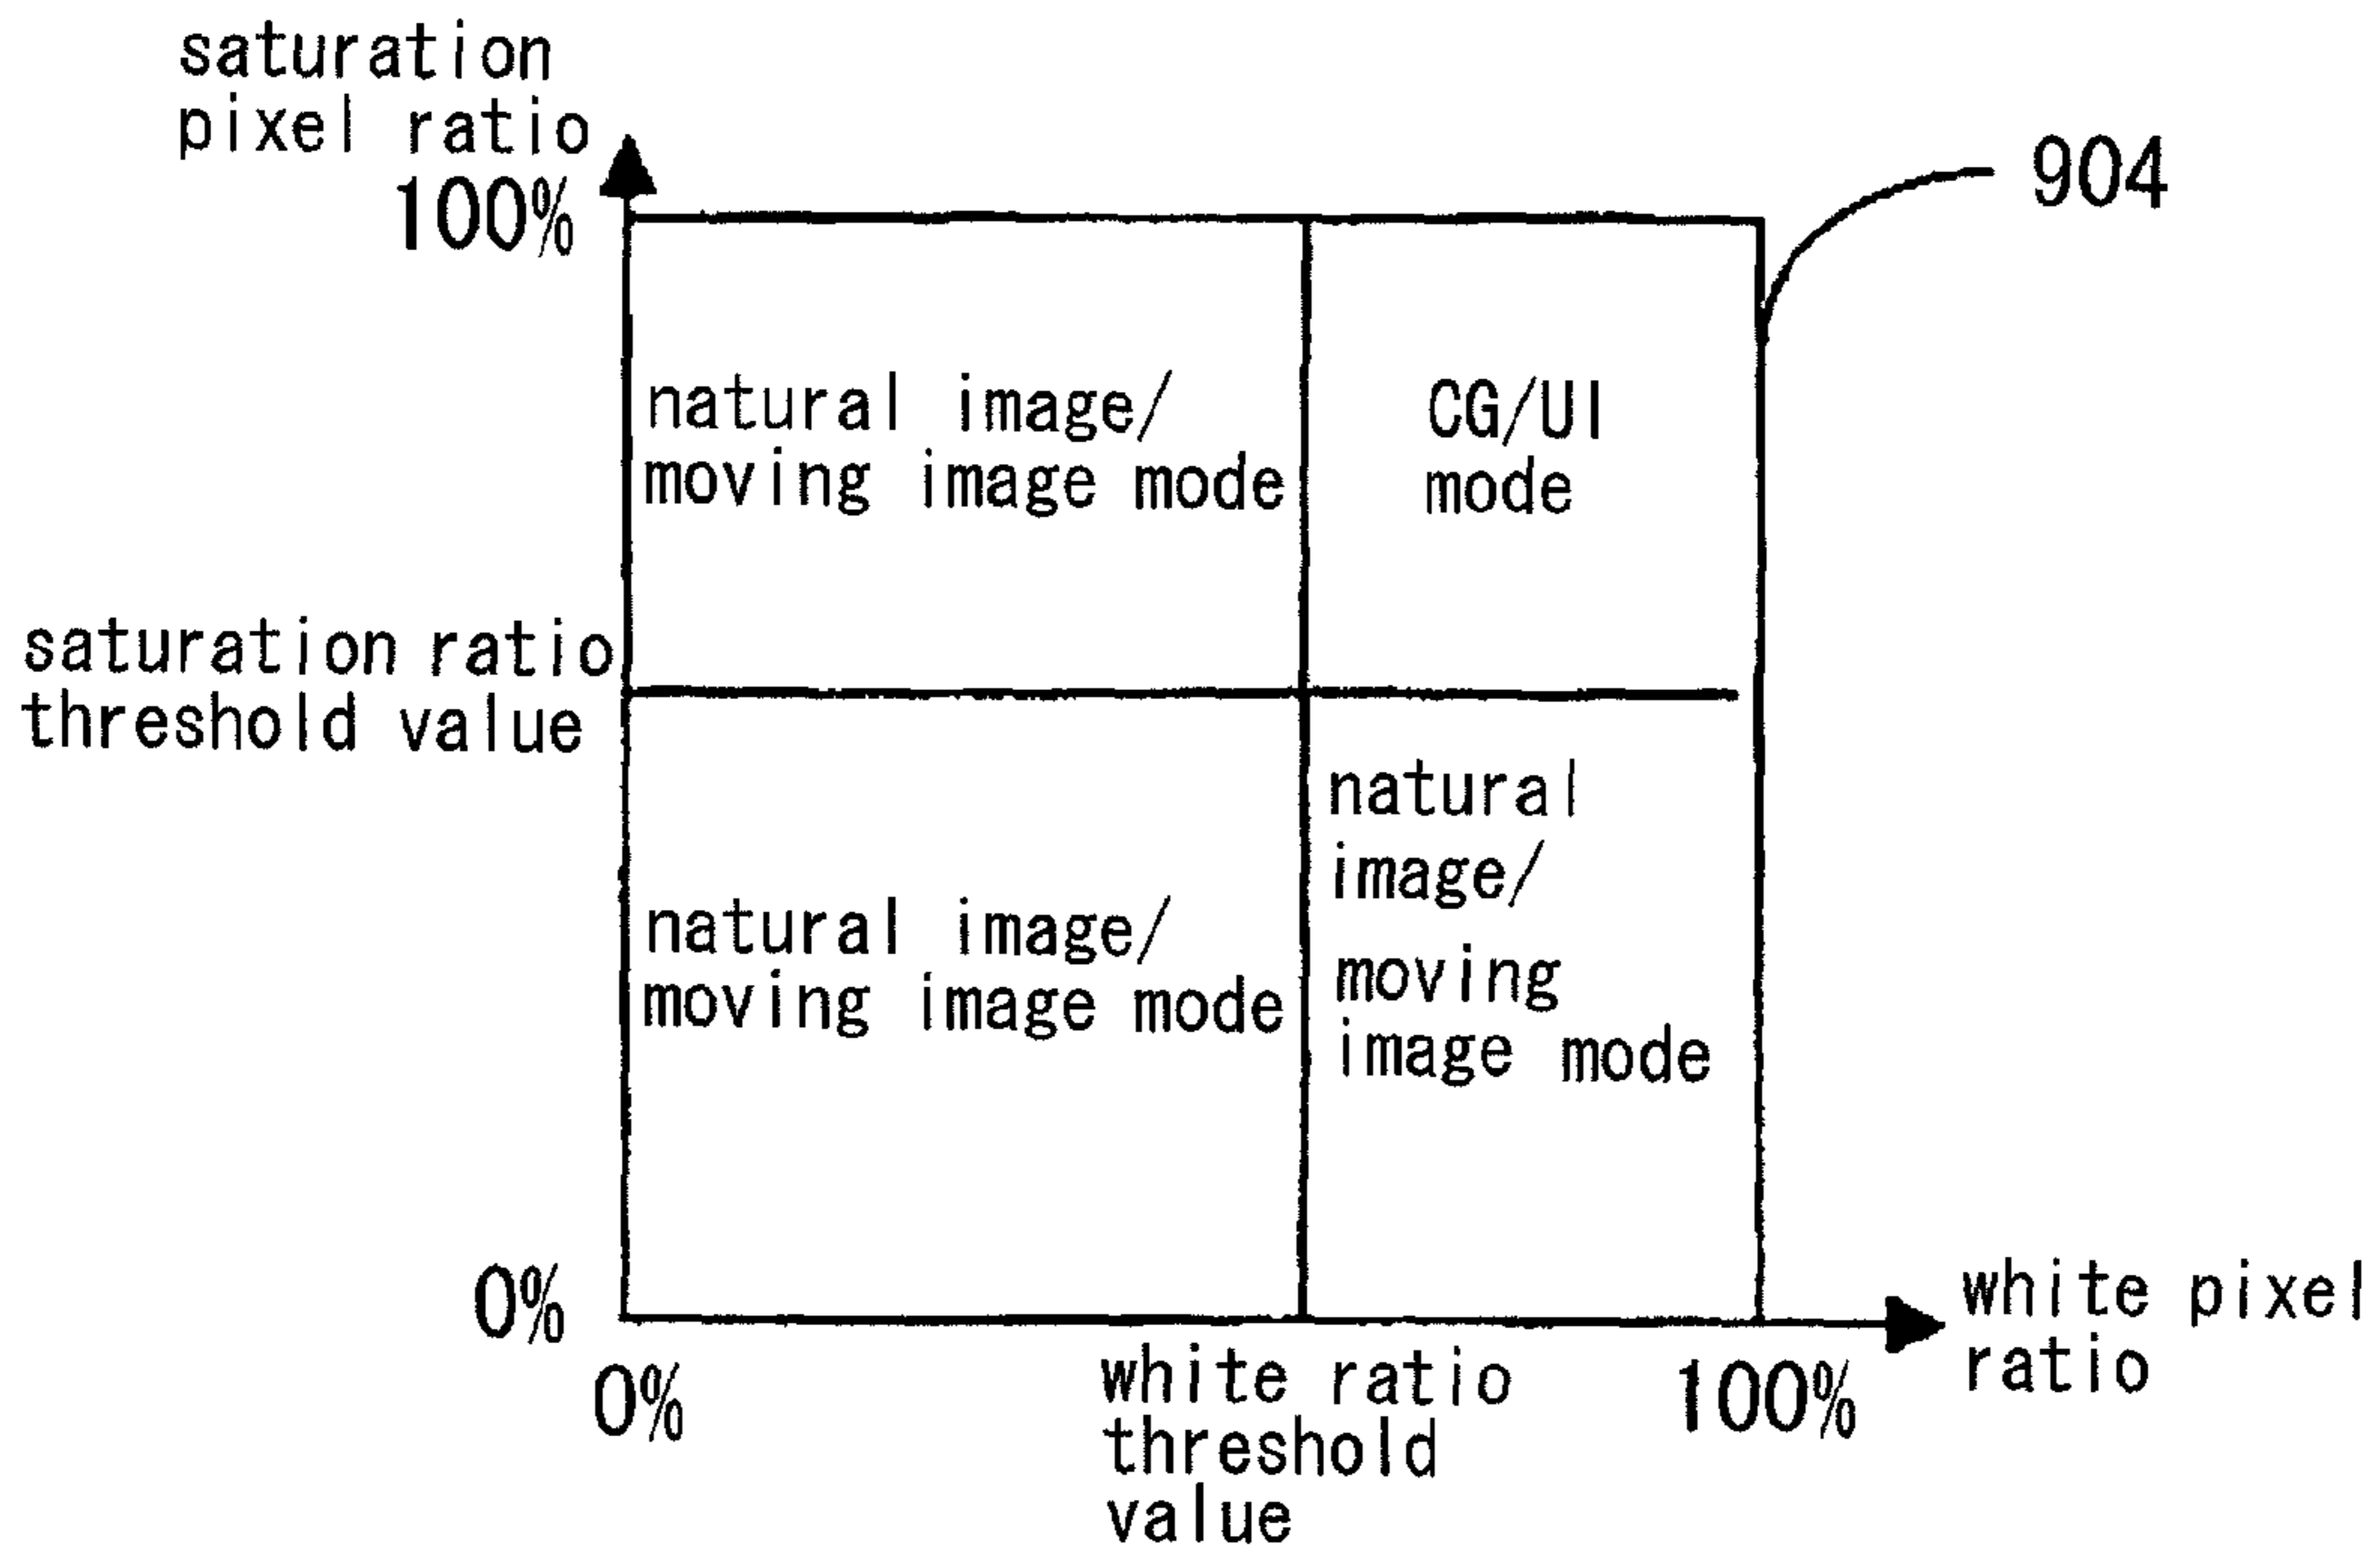 saturation
pixel ratio
100%
904
natural image/
moving image mode
CG/UI
mode
saturation ratio
threshold value
natural
image/
moving
image mode
natural image/
moving image mode
0%
0%
white ratio
threshold
value
100%
white pixel
ratio